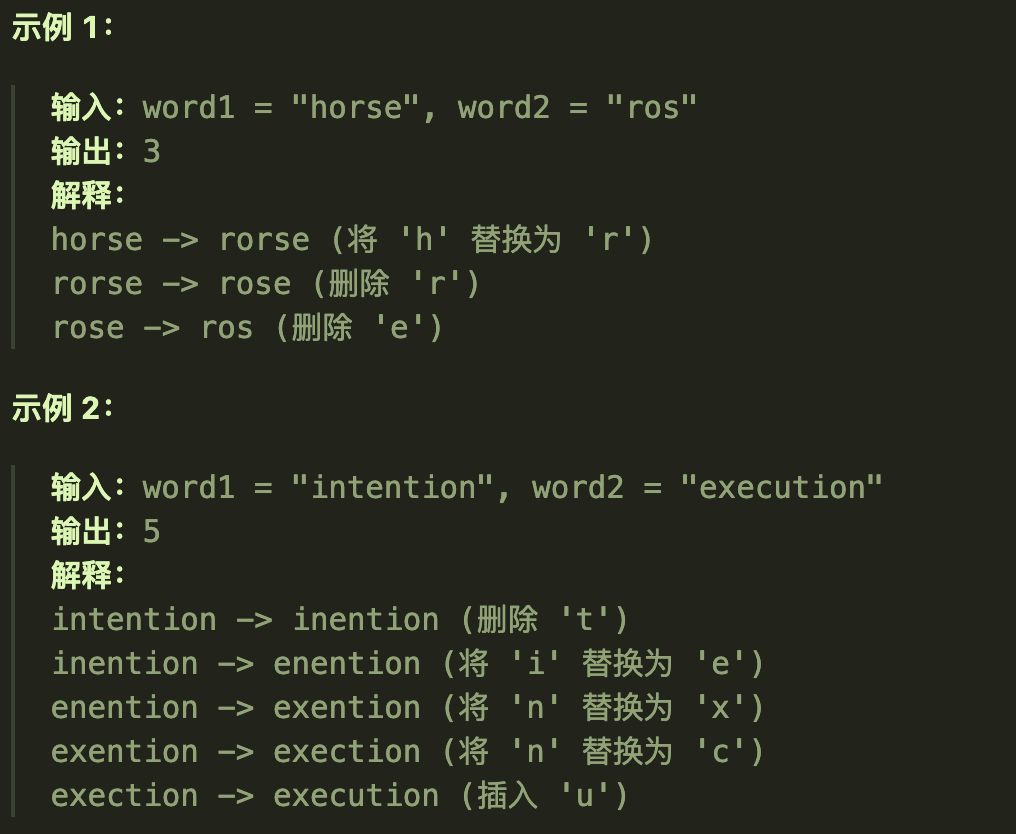 示例 1：
输入：word1 = "horse", word2 = "ros"
输出：3
解释：
horse -> rorse (将 'h' 替换为 'r')
rorse -> rose (删除 'r')
rose -> ros (删除 'e')
示例 2：
输入：word1 = "intention", word2 = "execution"
输出：5
解释：
intention -> inention (删除 't')
inention -> enention (将 'i' 替换为 'e')
enention -> exention (将 'n' 替换为 'x')
exention -> exection (将 'n' 替换为 'c')
exection -> execution (插入 'u')